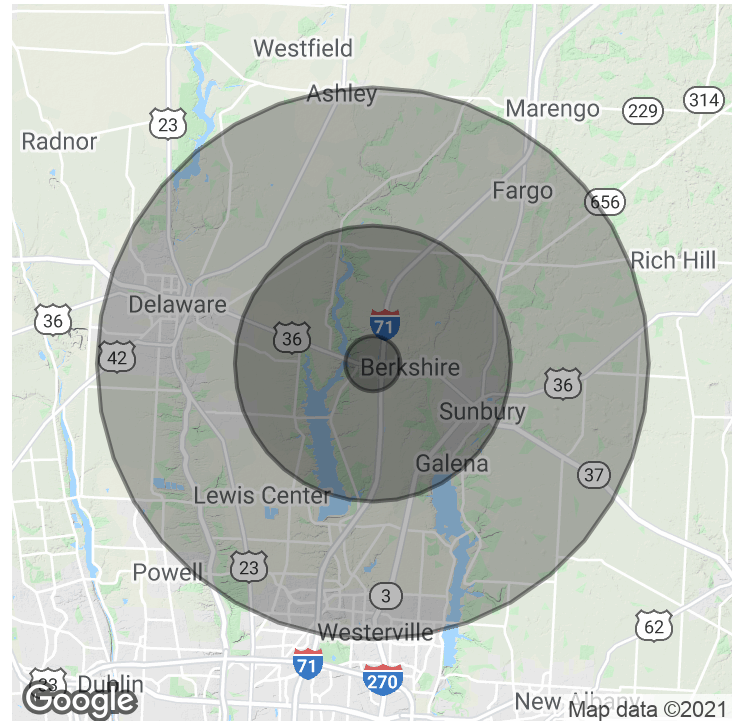 Westfield
Ashley
Marengo
314
229
23
Radnor
Fargo
656
Rich Hill
Delaware
36
71
36
42
Berkshire
36
Sunbury
Galena
37
Lewis Center
23
Powell
3
62
Westerville
71
270
33
Dublin
Google
New Albany
Map data ©2021